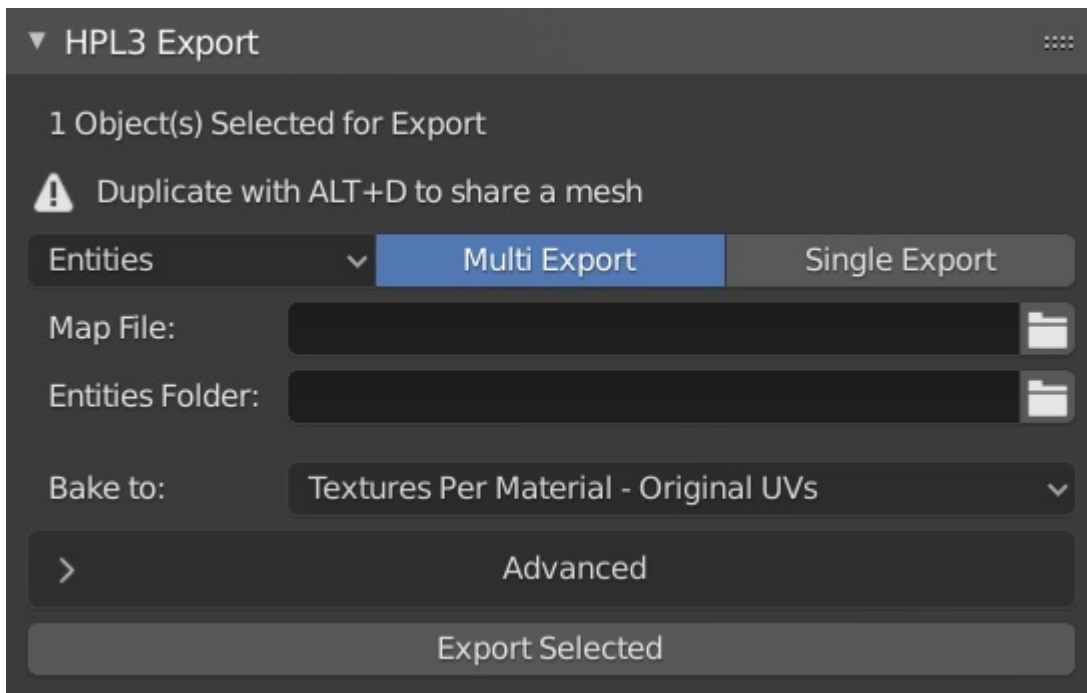 HPL3 Export
1 Object(s) Selected for Export
Duplicate with ALT+D to share a mesh
Entities Multi Export Single Export
Map File:
Entities Folder:
Bake to: Textures Per Material - Original UVs
Advanced
Export Selected